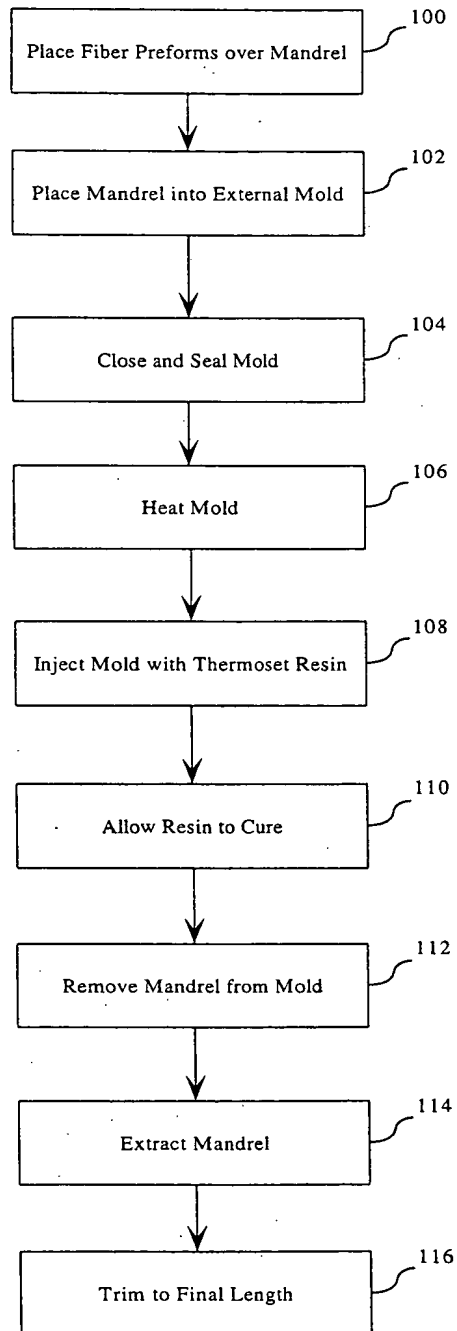 100
Place Fiber Preforms over Mandrel
102
Place Mandrel into External Mold
104
Close and Seal Mold
106
Heat Mold
108
Inject Mold with Thermoset Resin
110
Allow Resin to Cure
112
Remove Mandrel from Mold
114
Extract Mandrel
116
Trim to Final Length